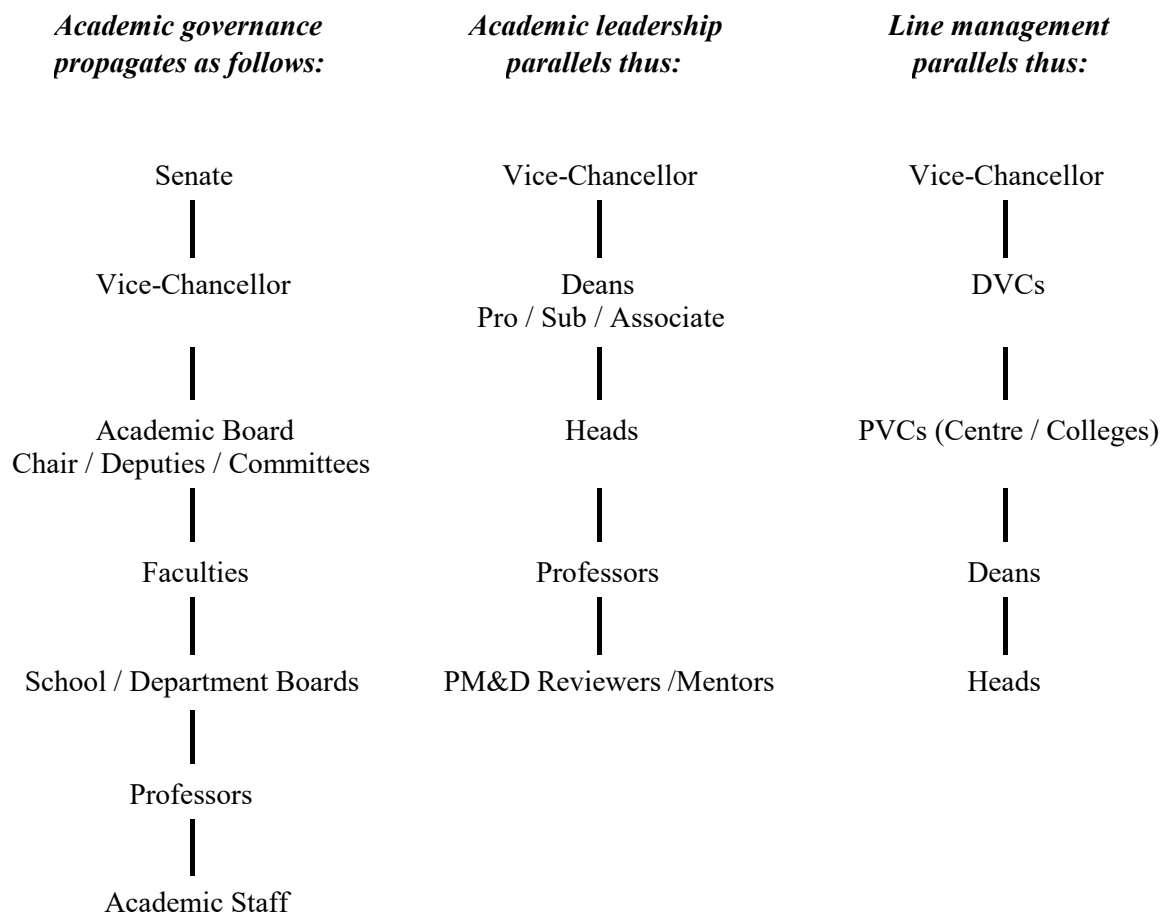 Academic governance
propagates as follows:
Academic leadership
parallels thus:
Line management
parallels thus:
Senate
Vice-Chancellor
Academic Board
Chair / Deputies / Committees
Faculties
School / Department Boards
Professors
Academic Staff
Vice-Chancellor
Deans
Pro / Sub / Associate
Heads
Professors
PM&D Reviewers /Mentors
Vice-Chancellor
DVCs
PVCs (Centre / Colleges)
Deans
Heads